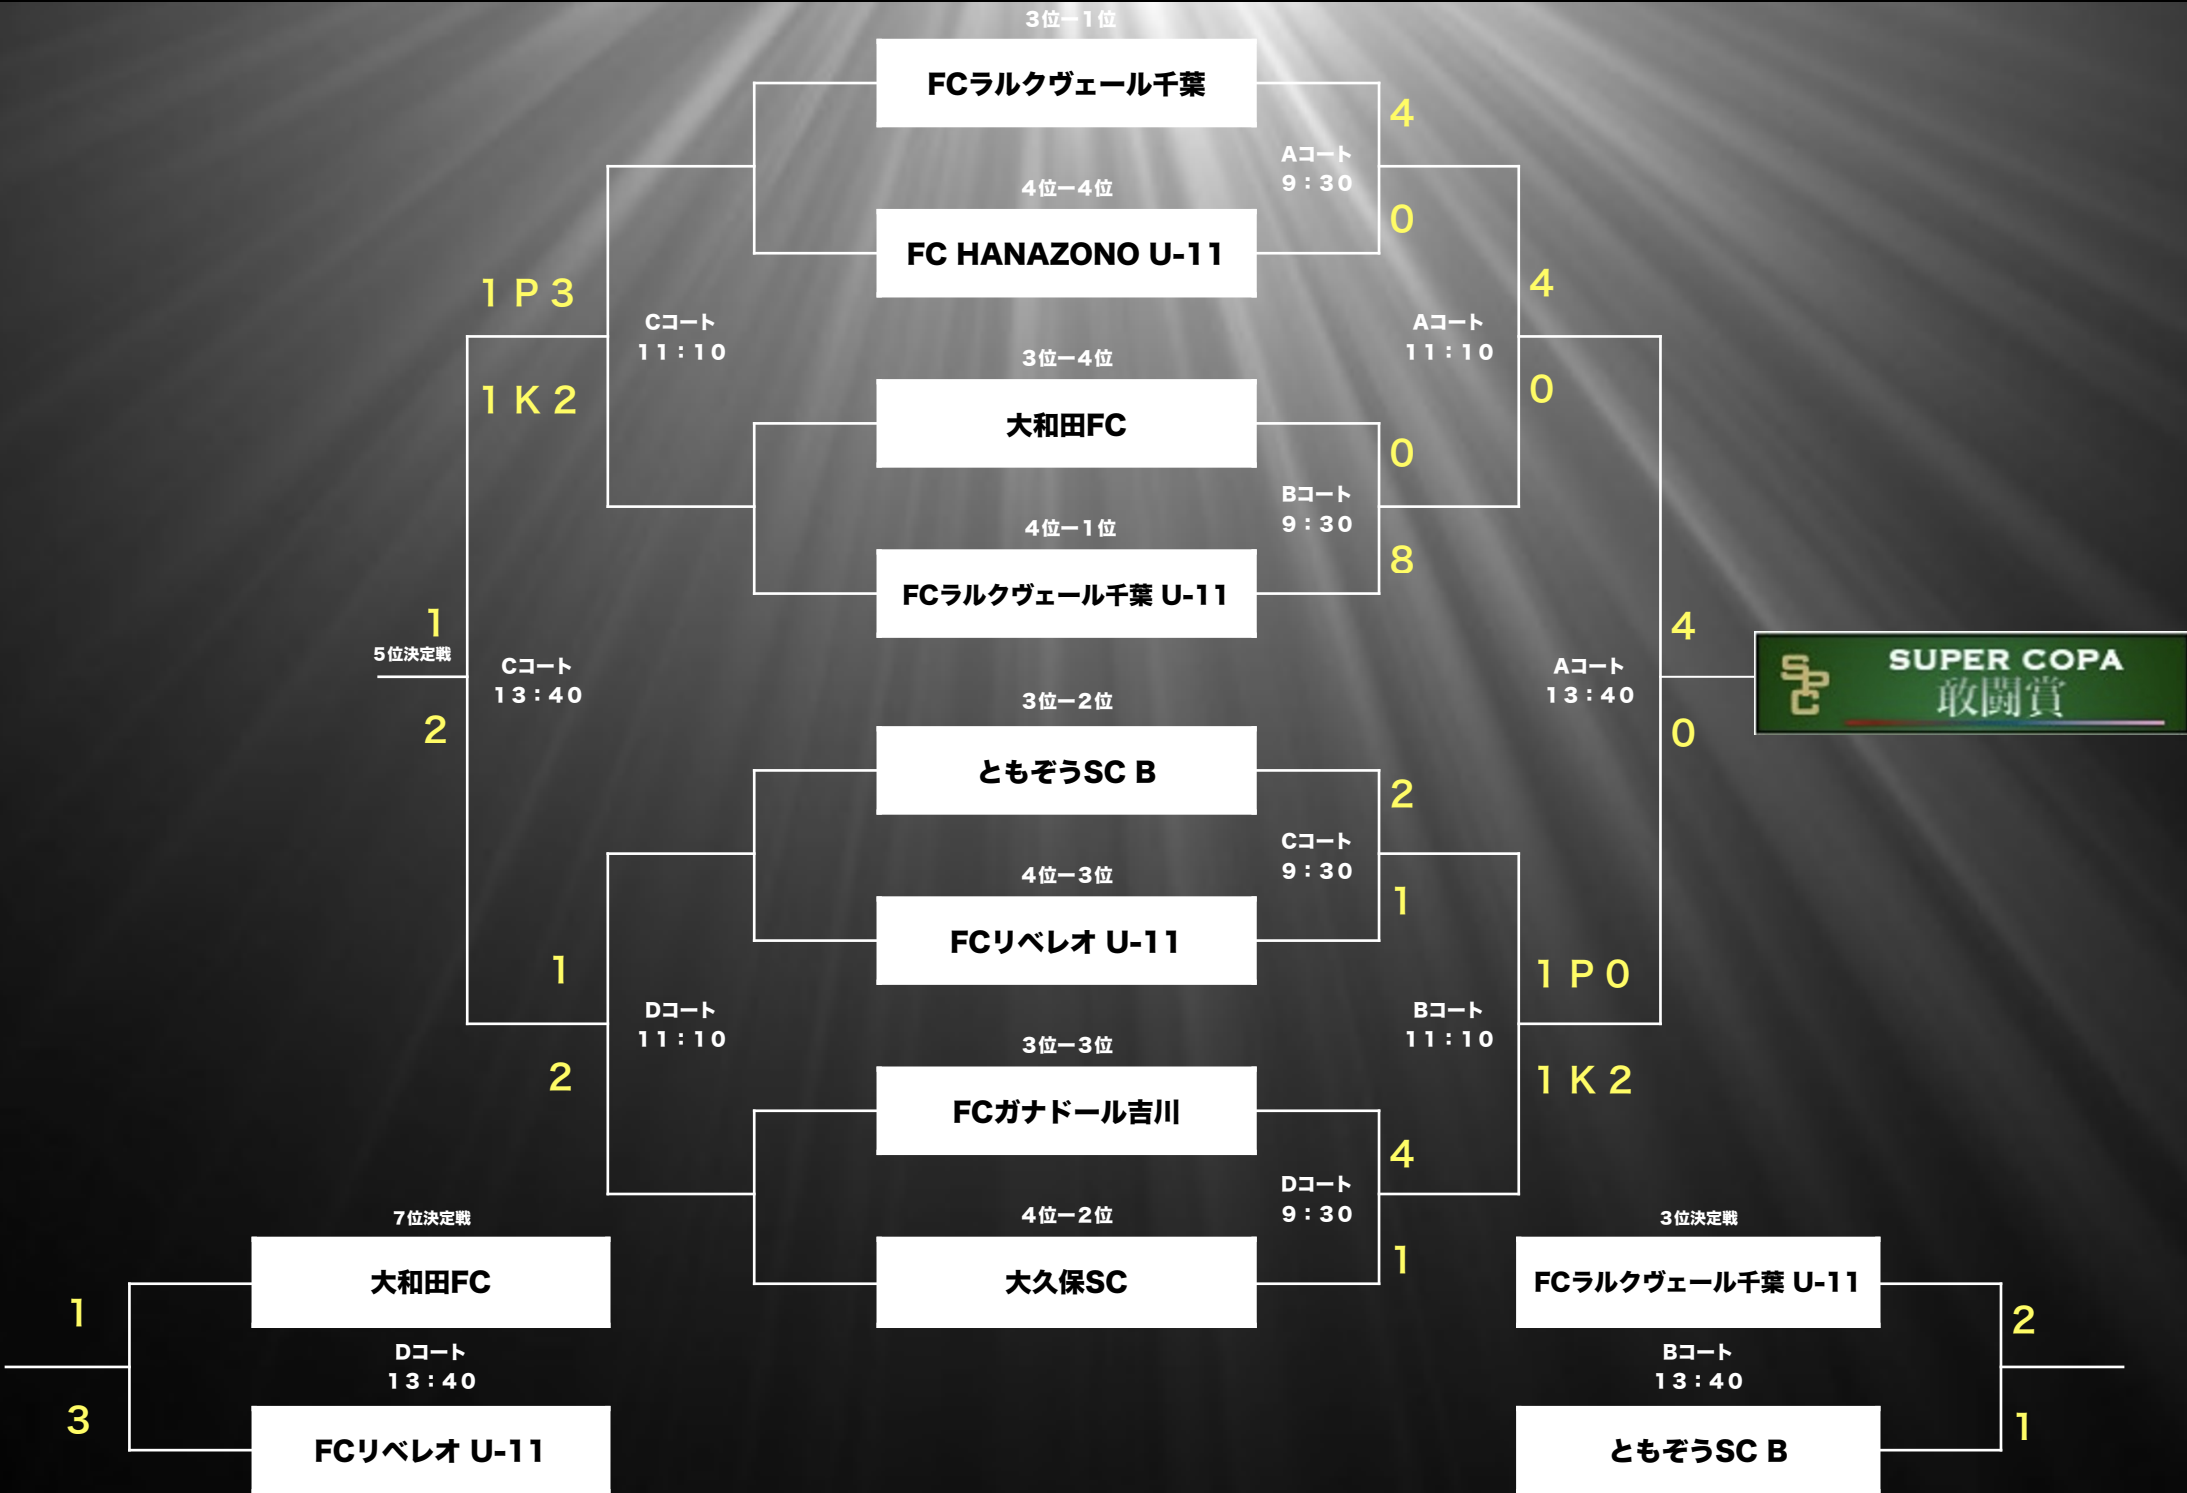 3位ー1位
FCラルクヴェール千葉
4
Aコート
9：30
4位ー4位
0
FC HANAZONO U-11
1 P 3
4
Cコート
11：10
Aコート
11：10
3位ー4位
1 K 2
0
大和田FC
0
Bコート
9：30
4位ー1位
8
FCラルクヴェール千葉 U-11
1
5位決定戦
Cコート
13：40
2
4
Aコート
13：40
0
SPC
SUPER COPA
敢闘賞
3位ー2位
ともぞうSC B
2
Cコート
9：30
4位ー3位
1
FCリベレオ U-11
1
1 P 0
Dコート
11：10
Bコート
11：10
3位ー3位
2
1 K 2
FCガナドール吉川
4
Dコート
9：30
4位ー2位
1
大久保SC
7位決定戦
大和田FC
1
Dコート
13：40
3
FCリベレオ U-11
3位決定戦
FCラルクヴェール千葉 U-11
2
Bコート
13：40
1
ともぞうSC B